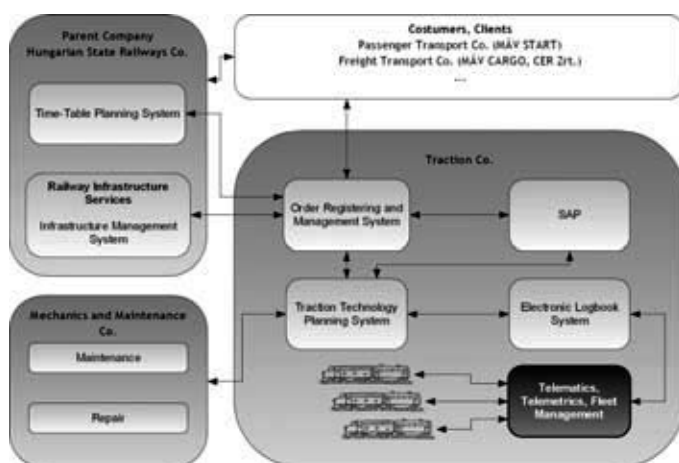 Parent Company
Hungarian State Railways Co.
Time-Table Planning System
Railway Infrastructure
Services
Infrastructure Management
System
Mechanics and Maintenance
Co.
Maintenance
Repair
Costumers, Clients
Passenger Transport Co. (MÁV START)
Freight Transport Co. (MÁV CARGO, CER Zrt.)
...
Traction Co.
Order Registering and
Management System
SAP
Traction Technology
Planning System
Electronic Logbook
System
Telematics,
Telemetrics, Fleet
Management